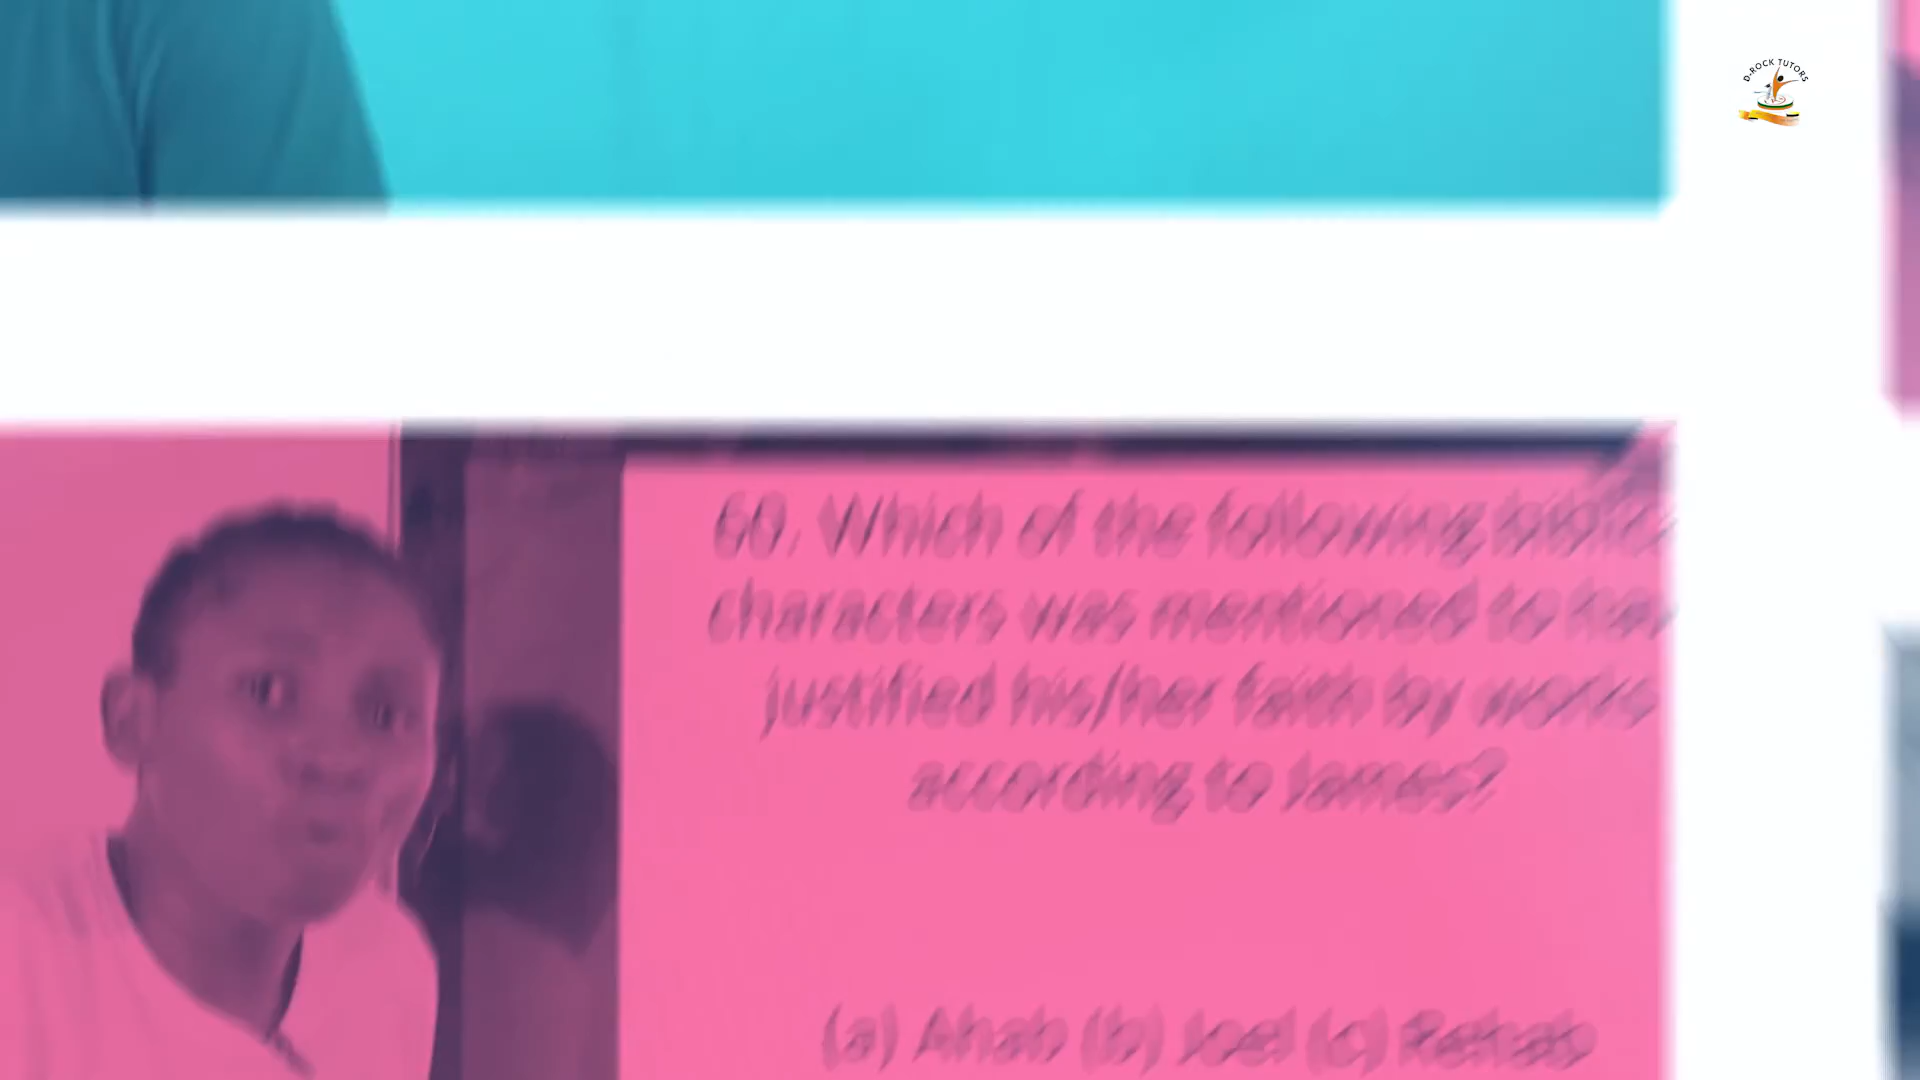 D-ROCK TUTORS
60. Which of the following
characters was mentioned to
justified his/her faith by works
according to James?
(a) Ahab (b) Joel (c) Rehab